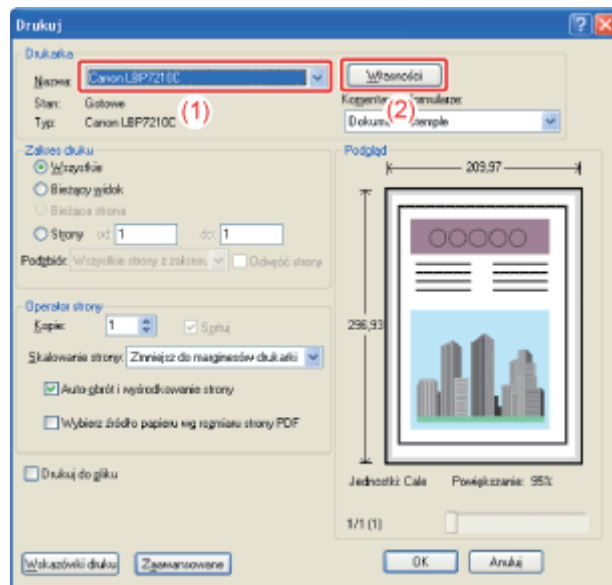 Drukuj
Drukarka
Nazwa: Canon LBP7210C
Własności
Stan: Gotowe
Typ: Canon LBP7210C
(1)
(2)
Komentarze
Zakres druku
Wszystkie
Bieżący widok
Bieżąca strona
Strony od: 1 do: 1
Podzbiór: Wszystkie strony z zakresu
Odwróć strony
Podgląd
209,97
296,93
Operator strony
Kopie: 1
Sortuj
Skalowanie strony: Zmniejsz do marginesów drukarki
Auto-obrót i wyśrodkowanie strony
Wybierz źródło papieru wg rozmiaru strony PDF
Drukuj do pliku
Jednostki: Cale Powiększanie: 95%
1/1 (1)
Wskazówki druku
Zaawansowane
OK
Anuluj